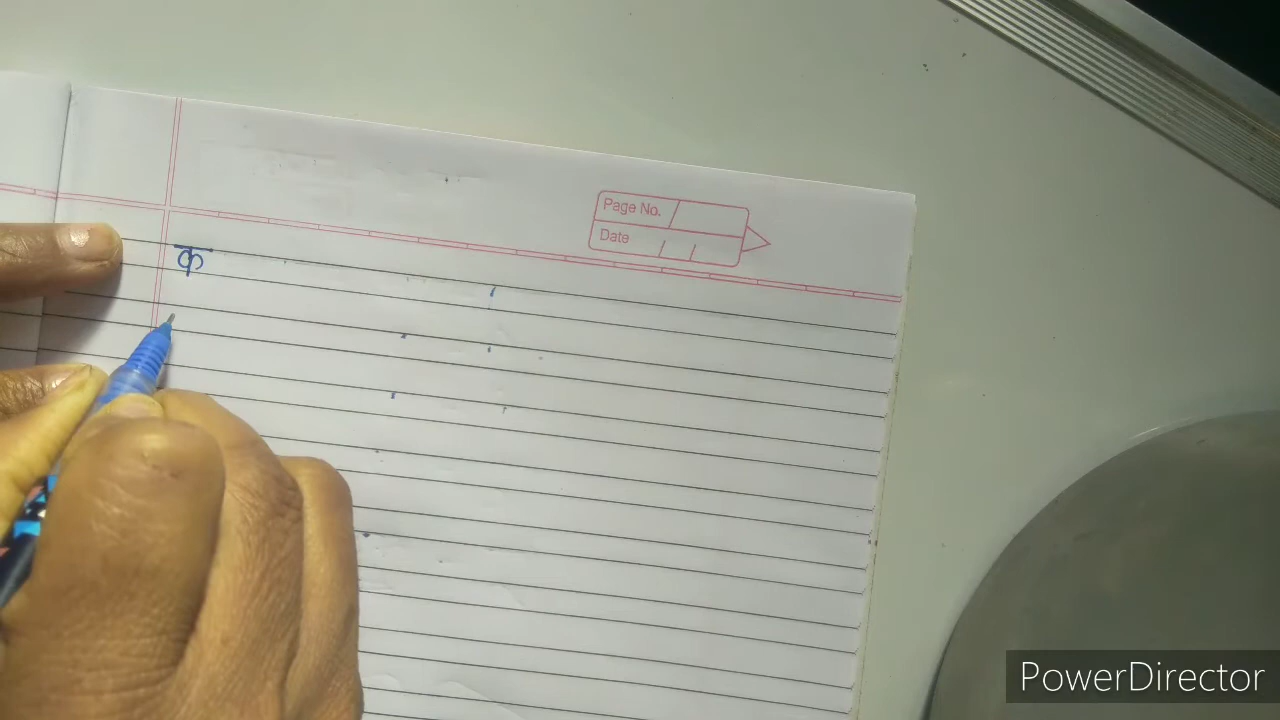 Page No.
Date
क
PowerDirector